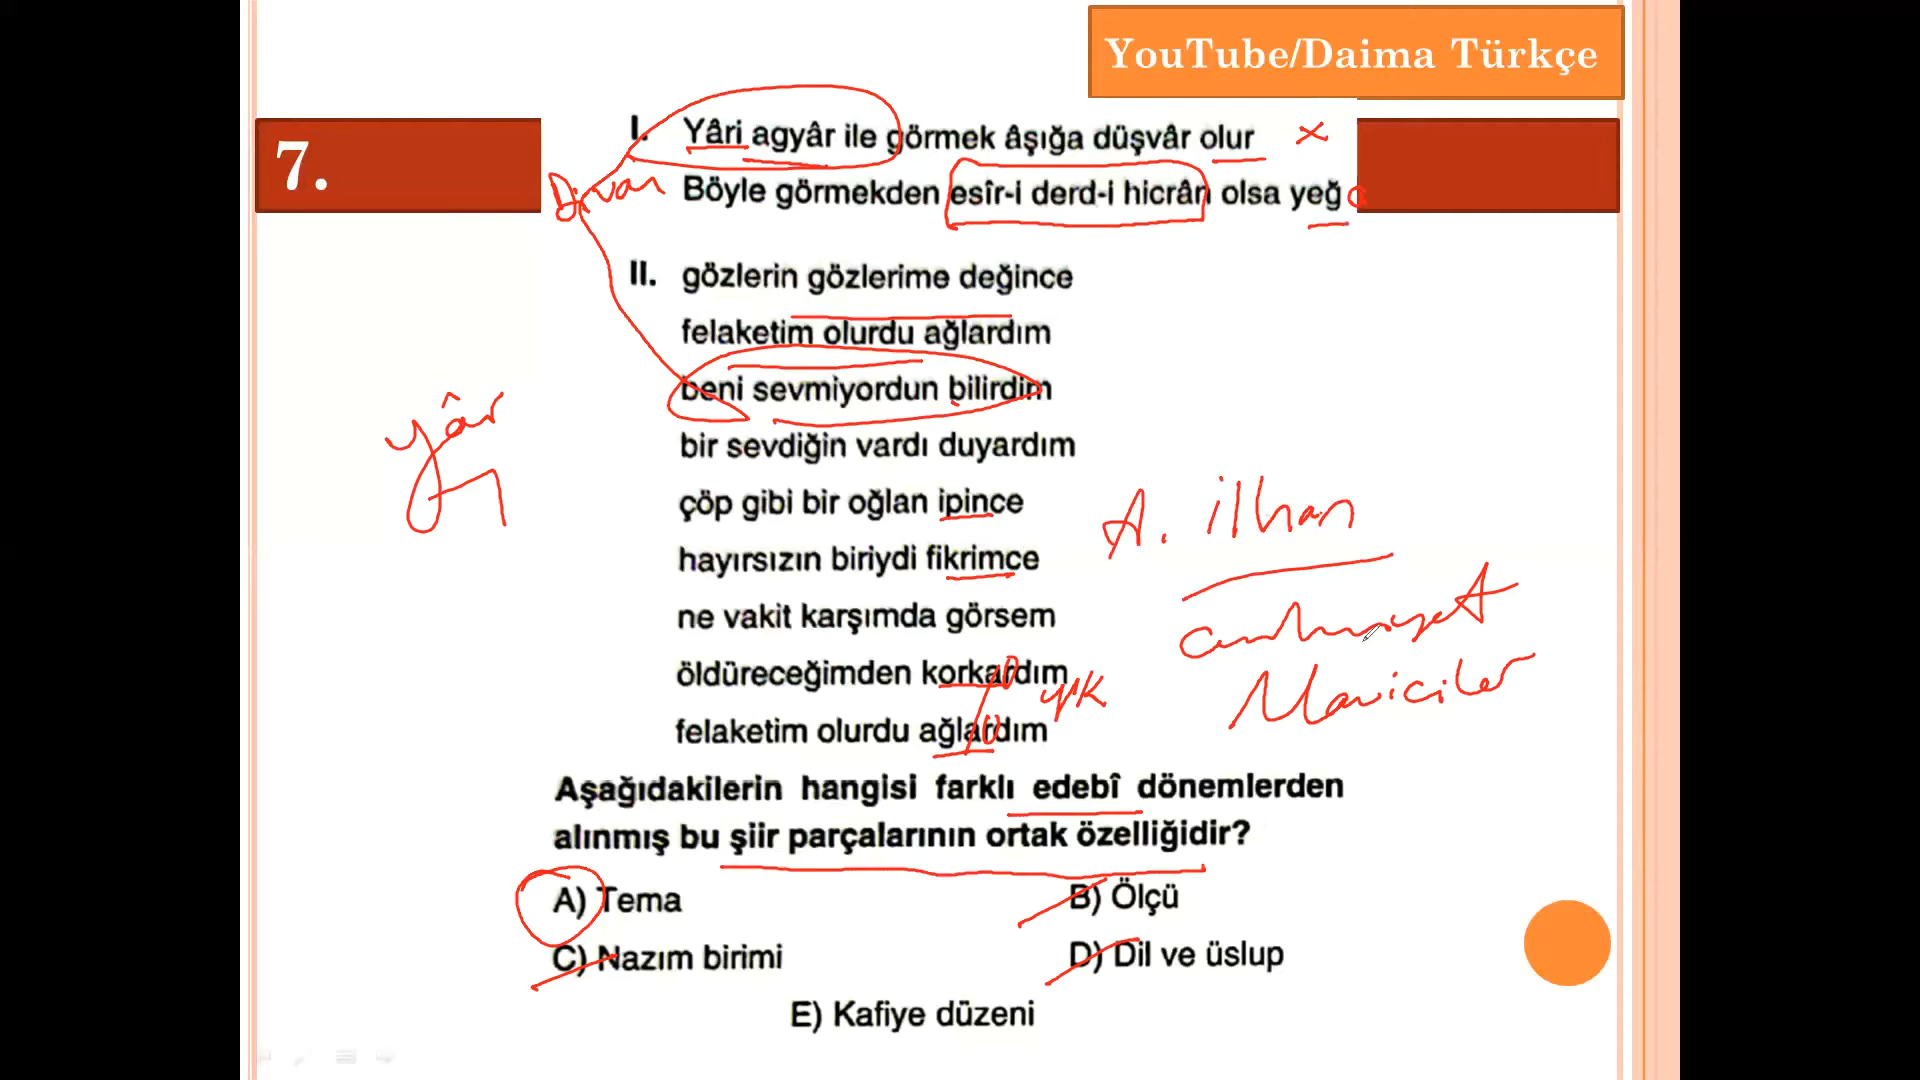 YouTube/Daima Türkçe
7.
I. Yâri agyâr ile görmek âşığa düşvâr olur x
Divan Böyle görmekden esîr-i derd-i hicrân olsa yeğ a
II. gözlerin gözlerime değince
felaketim olurdu ağlardım
beni sevmiyordun bilirdim
yâr
bir sevdiğin vardı duyardım
çöp gibi bir oğlan ipince
A. ilhan
hayırsızın biriydi fikrimce
ne vakit karşımda görsem
cumhuriyet
öldüreceğimden korkardım
yk
Maviciler
felaketim olurdu ağlardım
Aşağıdakilerin hangisi farklı edebî dönemlerden
alınmış bu şiir parçalarının ortak özelliğidir?
A) Tema B) Ölçü
C) Nazım birimi D) Dil ve üslup
E) Kafiye düzeni